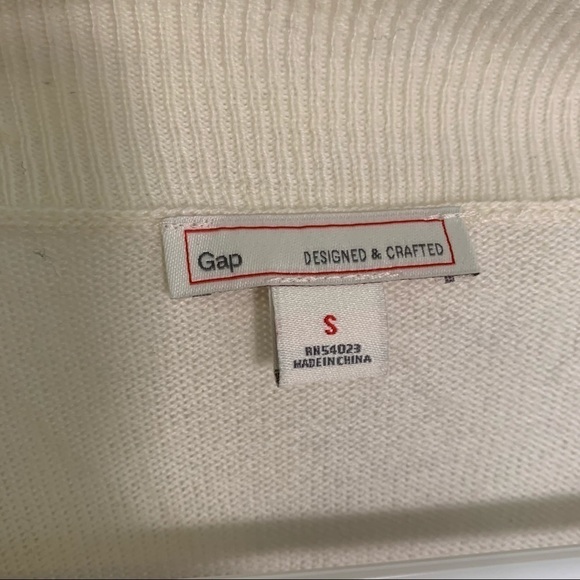 Gap DESIGNED & CRAFTED
S
RN54023
MADE IN CHINA